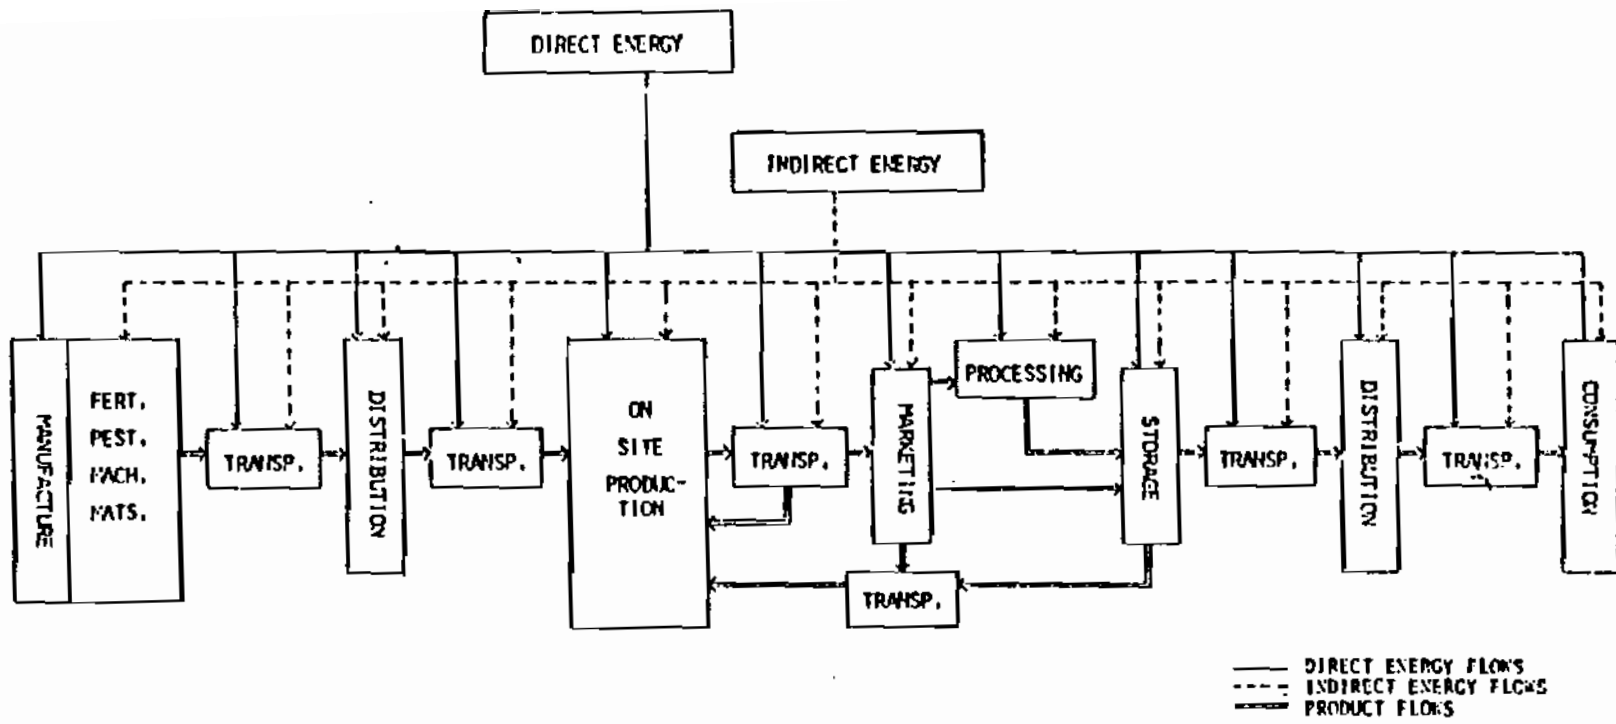 DIRECT ENERGY
INDIRECT ENERGY
MANUFACTURE
FERT.
PEST.
MACH.
MATS.
TRANSP.
DISTRIBUTION
TRANSP.
ON
SITE
PRODUC-
TION
TRANSP.
MARKETING
PROCESSING
TRANSP.
STORAGE
TRANSP.
DISTRIBUTION
TRANSP.
CONSUMPTION
DIRECT ENERGY FLOWS
INDIRECT ENERGY FLOWS
PRODUCT FLOWS